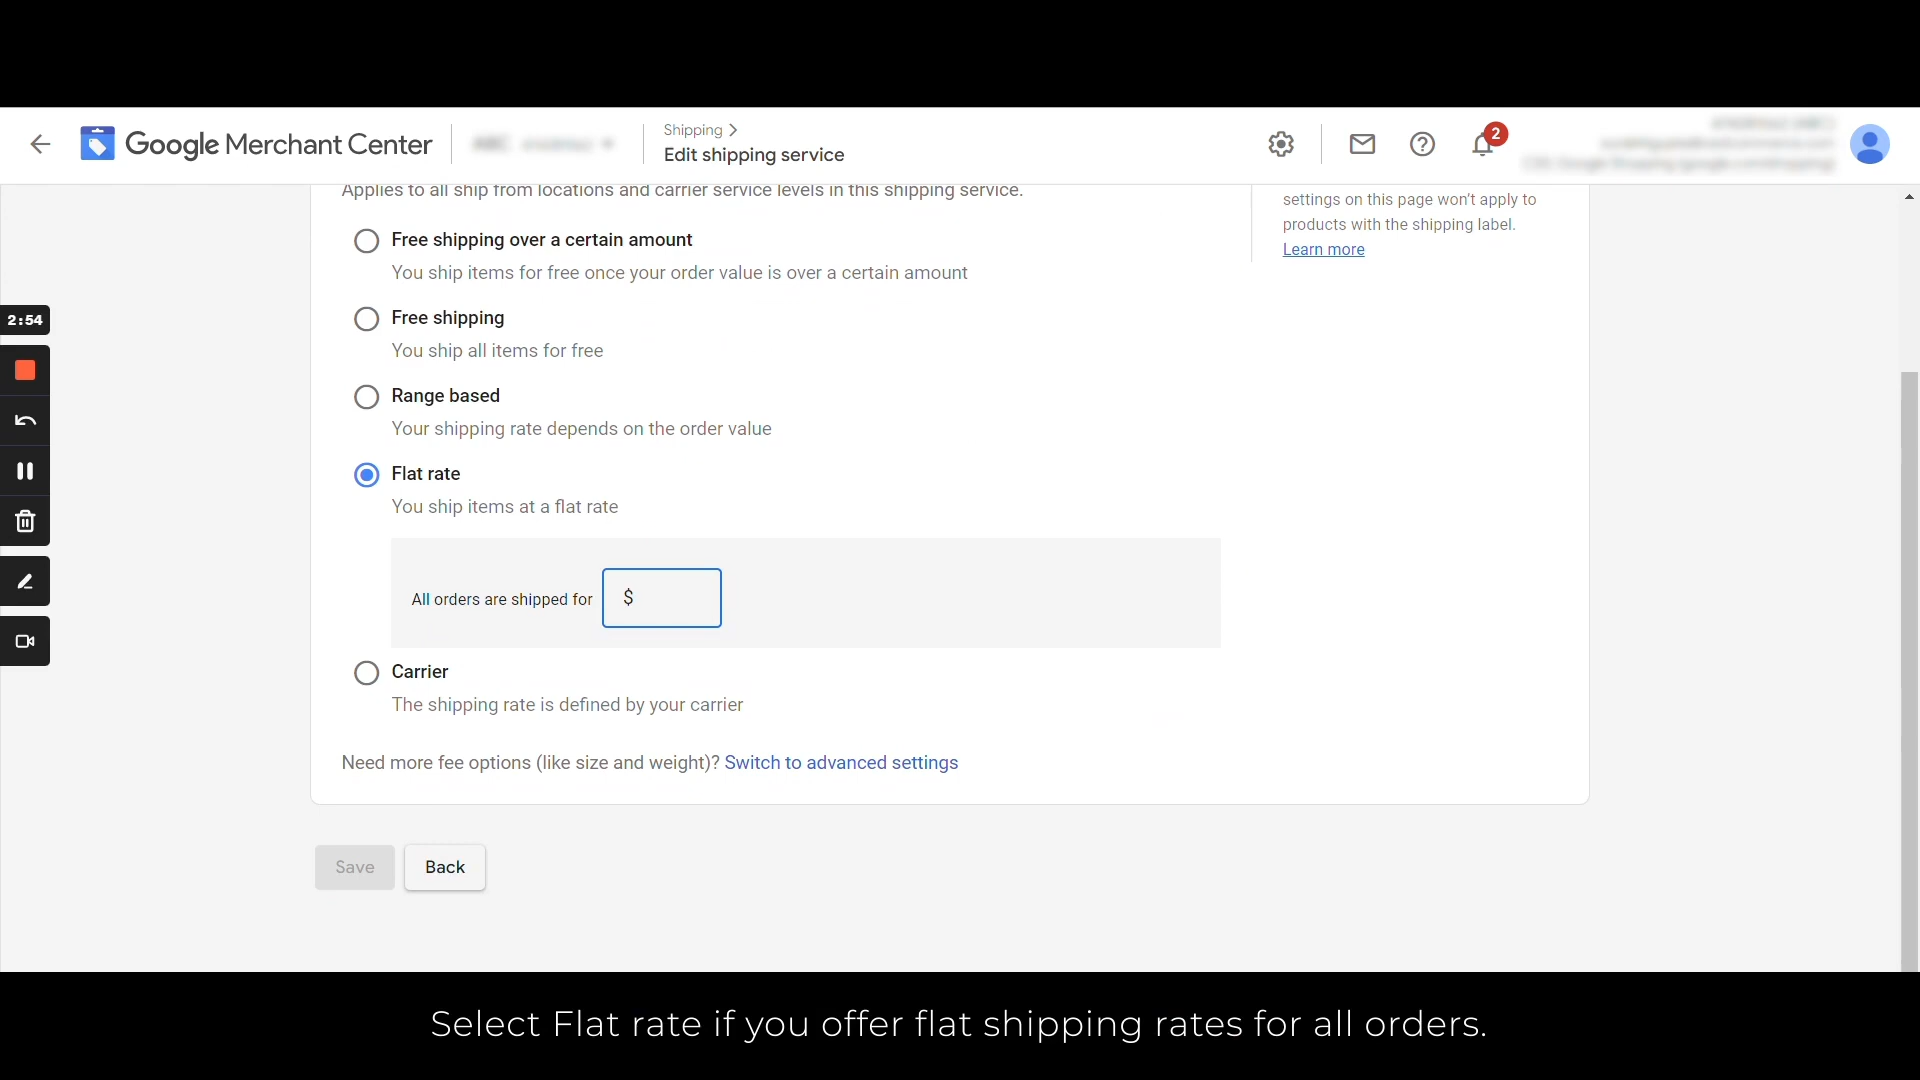 Google Merchant Center
Shipping
Edit shipping service
2
Applies to all ship from locations and carrier service levels in this shipping service.
settings on this page won't apply to
products with the shipping label.
Learn more
Free shipping over a certain amount
You ship items for free once your order value is over a certain amount
2:54
Free shipping
You ship all items for free
Range based
Your shipping rate depends on the order value
Flat rate
You ship items at a flat rate
All orders are shipped for $
Carrier
The shipping rate is defined by your carrier
Need more fee options (like size and weight)? Switch to advanced settings
Save Back
Select Flat rate if you offer flat shipping rates for all orders.